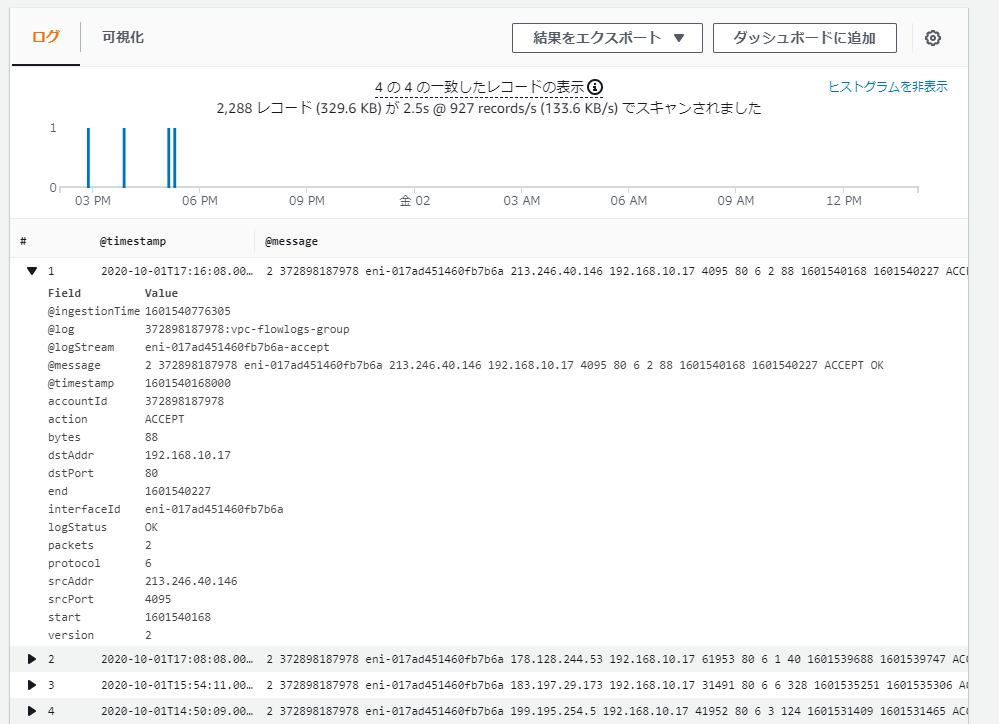 ログ 可視化 結果をエクスポート ▼ ダッシュボードに追加
4 の 4 の一致したレコードの表示 ヒストグラムを非表示
2,288 レコード (329.6 KB) が 2.5s @ 927 records/s (133.6 KB/s) でスキャンされました
1
0
03 PM 06 PM 09 PM 金 02 03 AM 06 AM 09 AM 12 PM
# @timestamp @message
▼ 1 2020-10-01T17:16:08.00… 2 372898187978 eni-017ad451460fb7b6a 213.246.40.146 192.168.10.17 4095 80 6 2 88 1601540168 1601540227 ACCE
Field Value
@ingestionTime 1601540776305
@log 372898187978:vpc-flowlogs-group
@logStream eni-017ad451460fb7b6a-accept
@message 2 372898187978 eni-017ad451460fb7b6a 213.246.40.146 192.168.10.17 4095 80 6 2 88 1601540168 1601540227 ACCEPT OK
@timestamp 1601540168000
accountId 372898187978
action ACCEPT
bytes 88
dstAddr 192.168.10.17
dstPort 80
end 1601540227
interfaceId eni-017ad451460fb7b6a
logStatus OK
packets 2
protocol 6
srcAddr 213.246.40.146
srcPort 4095
start 1601540168
version 2
▶ 2 2020-10-01T17:08:08.00… 2 372898187978 eni-017ad451460fb7b6a 178.128.244.53 192.168.10.17 61953 80 6 1 40 1601539688 1601539747 ACC
▶ 3 2020-10-01T15:54:11.00… 2 372898187978 eni-017ad451460fb7b6a 183.197.29.173 192.168.10.17 31491 80 6 6 328 1601535251 1601535306 AC
▶ 4 2020-10-01T14:50:09.00… 2 372898187978 eni-017ad451460fb7b6a 199.195.254.5 192.168.10.17 41952 80 6 3 124 1601531409 1601531465 ACC